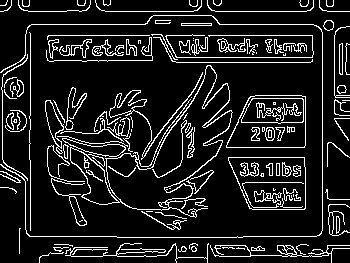 Farfetch'd
Wild Duck Pkmn
Height
2'07"
33.1lbs
Weight